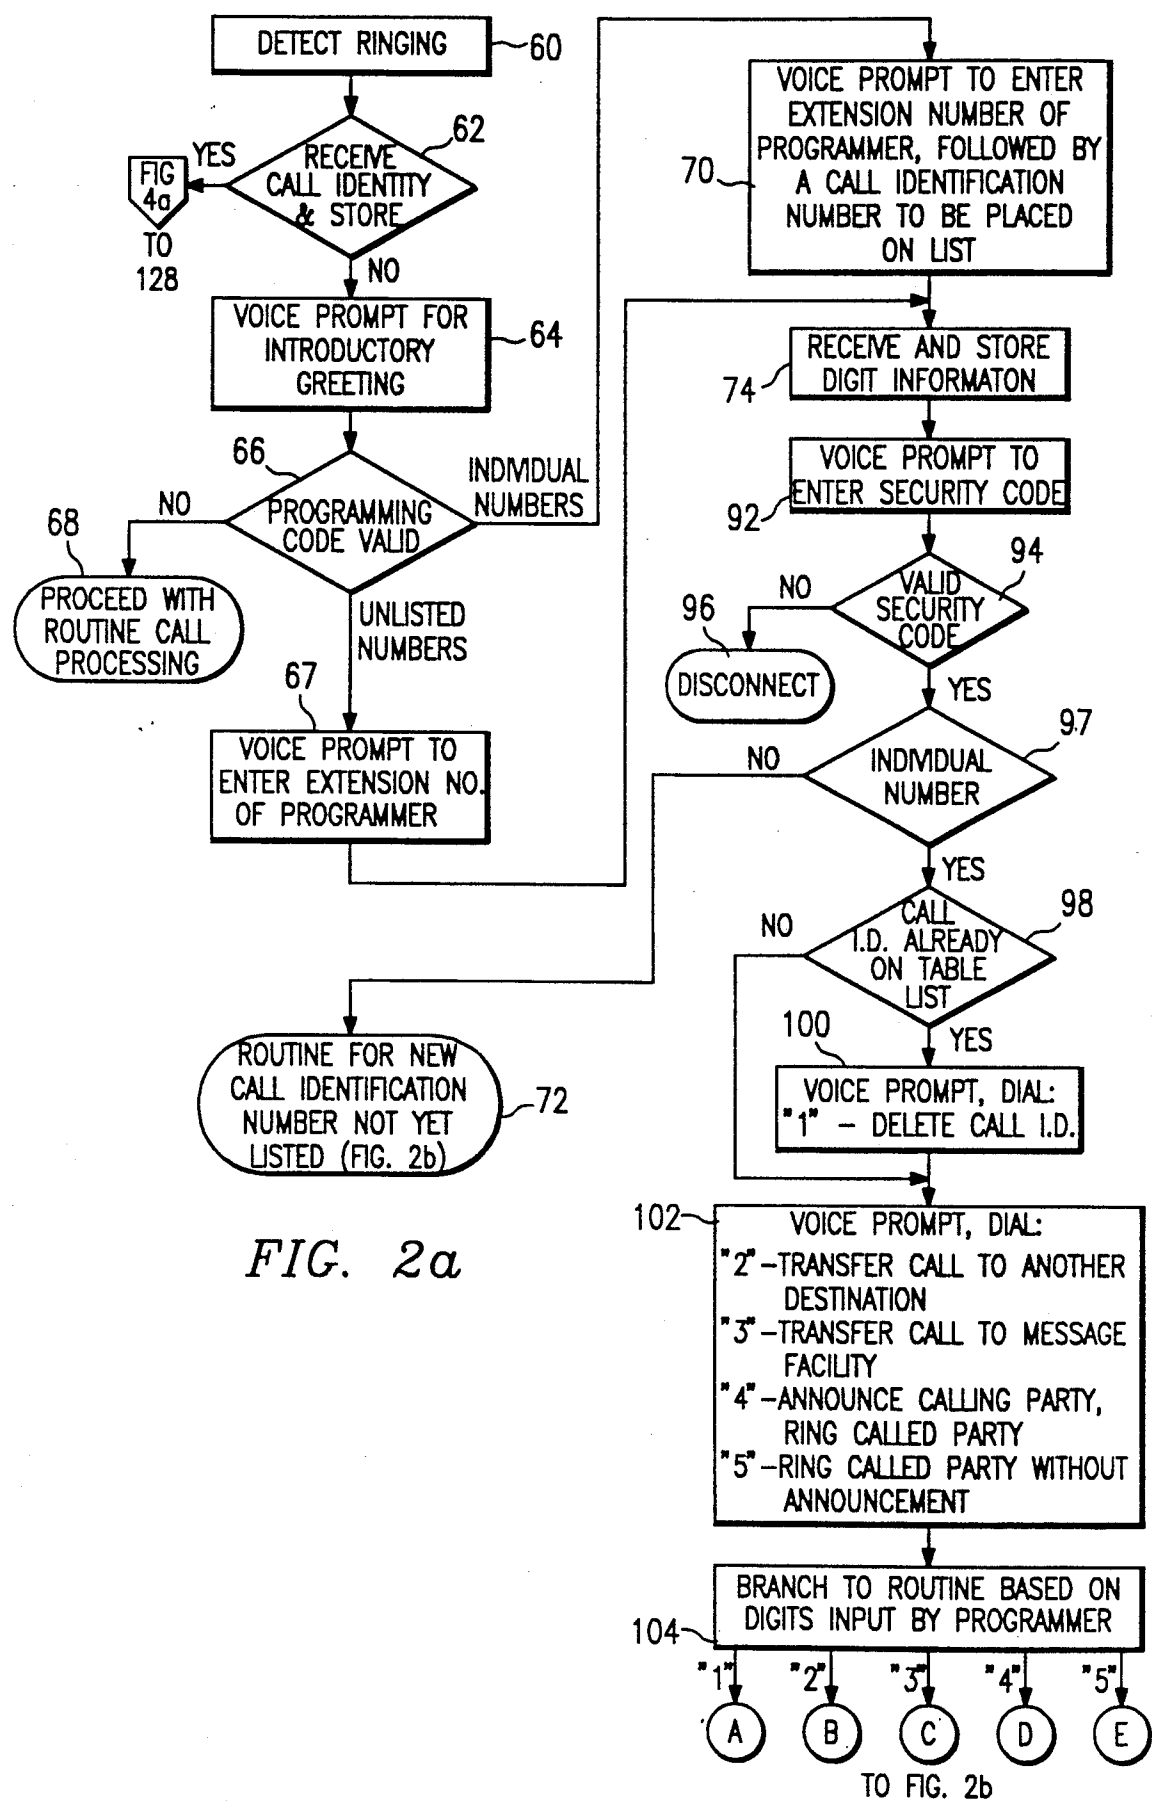 DETECT RINGING
60
62
YES
RECEIVE
CALL IDENTITY
& STORE
FIG
4a
TO
128
NO
VOICE PROMPT FOR
INTRODUCTORY
GREETING
64
66
PROGRAMMING
CODE VALID
INDIVIDUAL
NUMBERS
NO
68
PROCEED WITH
ROUTINE CALL
PROCESSING
UNLISTED
NUMBERS
67
VOICE PROMPT TO
ENTER EXTENSION NO.
OF PROGRAMMER
ROUTINE FOR NEW
CALL IDENTIFICATION
NUMBER NOT YET
LISTED (FIG. 2b)
72
FIG. 2a
VOICE PROMPT TO ENTER
EXTENSION NUMBER OF
PROGRAMMER, FOLLOWED BY
A CALL IDENTIFICATION
NUMBER TO BE PLACED
ON LIST
70
RECEIVE AND STORE
DIGIT INFORMATON
74
VOICE PROMPT TO
ENTER SECURITY CODE
92
94
VALID
SECURITY
CODE
NO
96
DISCONNECT
YES
97
INDIVIDUAL
NUMBER
NO
YES
98
CALL
I.D. ALREADY
ON TABLE
LIST
NO
YES
100
VOICE PROMPT, DIAL:
"1" - DELETE CALL I.D.
102
VOICE PROMPT, DIAL:
"2"-TRANSFER CALL TO ANOTHER
DESTINATION
"3"-TRANSFER CALL TO MESSAGE
FACILITY
"4"-ANNOUNCE CALLING PARTY,
RING CALLED PARTY
"5"-RING CALLED PARTY WITHOUT
ANNOUNCEMENT
BRANCH TO ROUTINE BASED ON
DIGITS INPUT BY PROGRAMMER
104
"1" "2" "3" "4" "5"
A B C D E
TO FIG. 2b